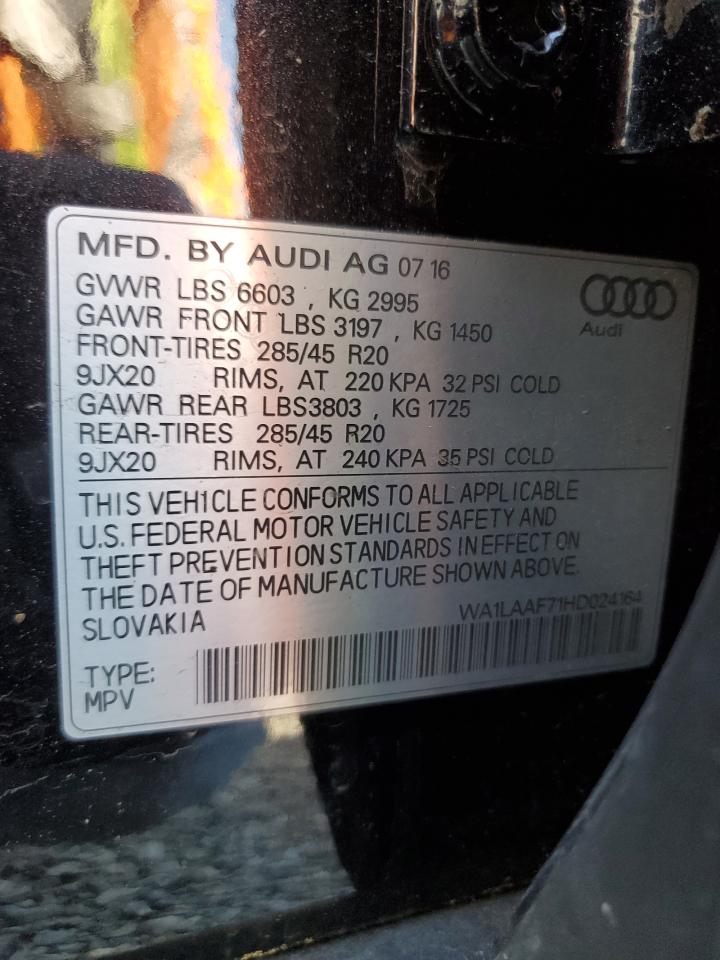 MFD. BY AUDI AG 07 16
GVWR LBS 6603 , KG 2995
GAWR FRONT LBS 3197 , KG 1450
FRONT-TIRES 285/45 R20
9JX20 RIMS, AT 220 KPA 32 PSI COLD
GAWR REAR LBS3803 , KG 1725
REAR-TIRES 285/45 R20
9JX20 RIMS, AT 240 KPA 35 PSI COLD
Audi
THIS VEHICLE CONFORMS TO ALL APPLICABLE
U.S. FEDERAL MOTOR VEHICLE SAFETY AND
THEFT PREVENTION STANDARDS IN EFFECT ON
THE DATE OF MANUFACTURE SHOWN ABOVE.
SLOVAKIA
WA1LAAF71HD024164
TYPE:
MPV